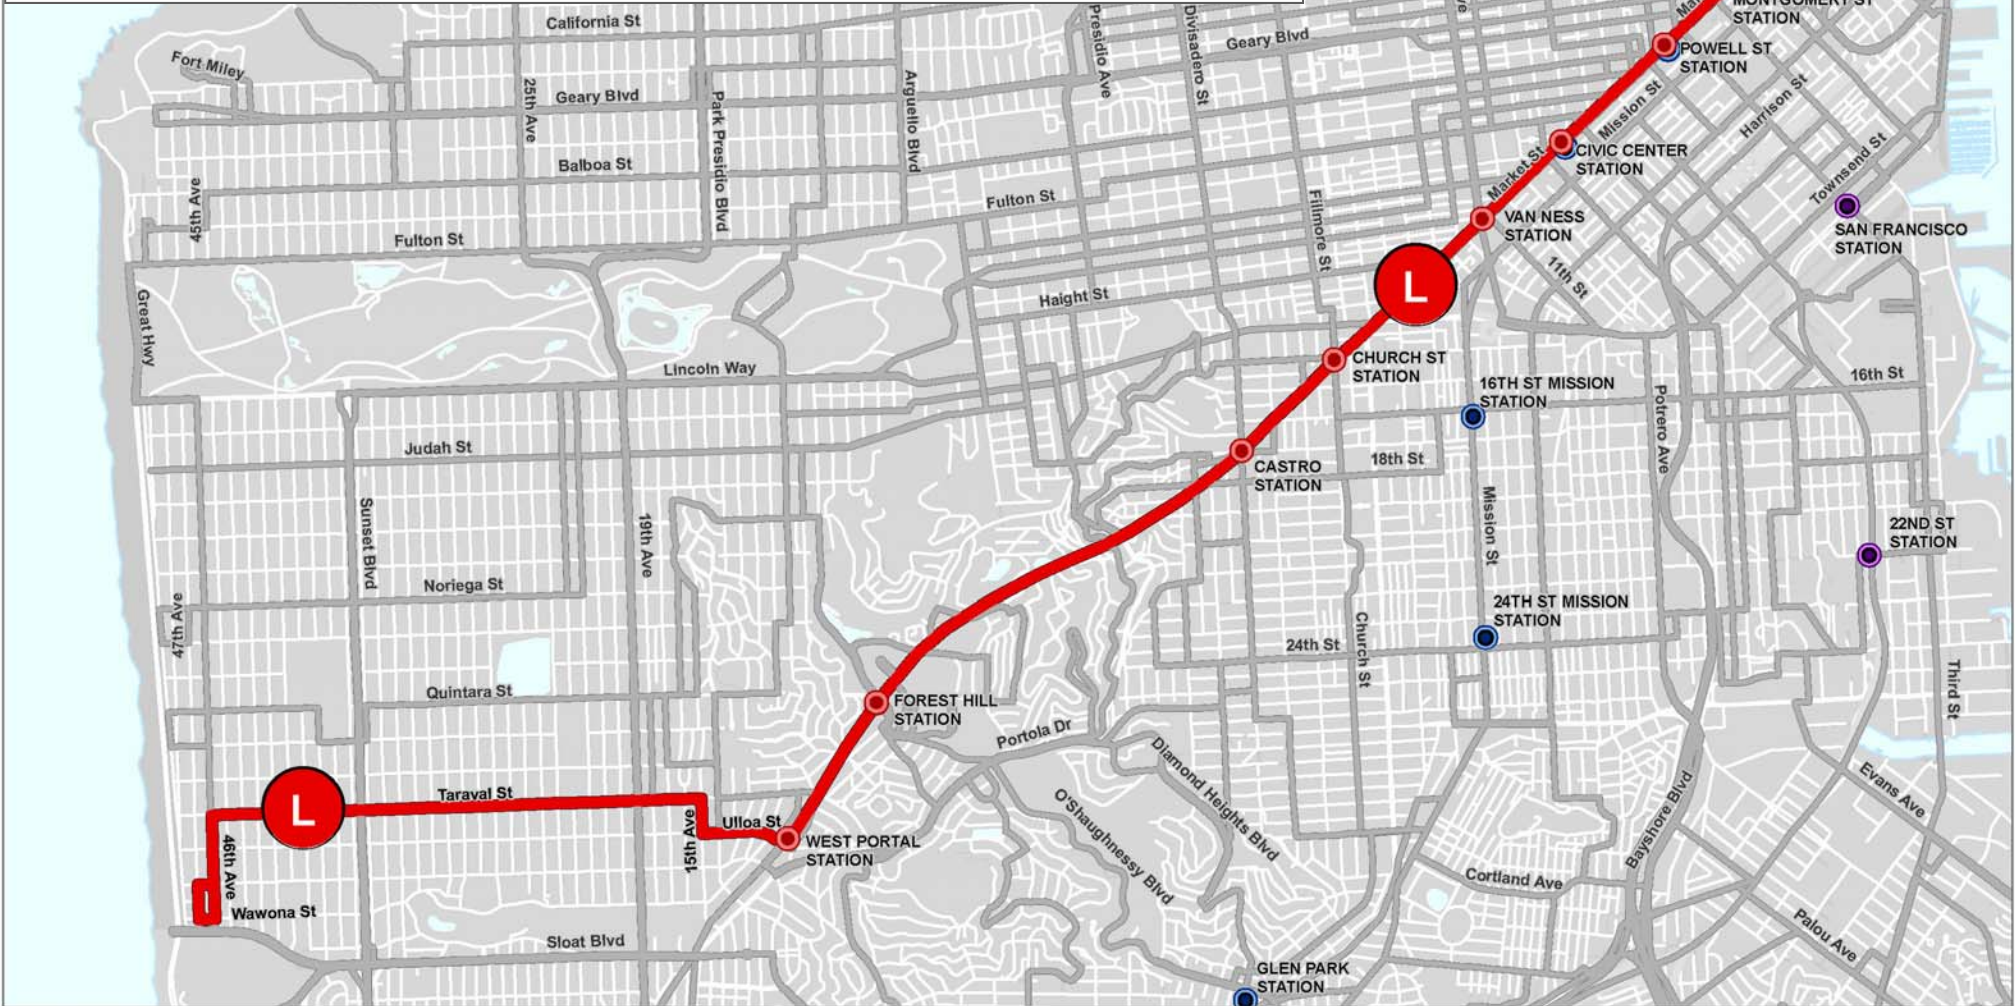 California St
Fort Miley
25th Ave
Geary Blvd
Park Presidio Blvd
Arguello Blvd
Presidio Ave
Divisadero St
Geary Blvd
MONTGOMERY ST
STATION
POWELL ST
STATION
Mission St
Harrison St
Balboa St
45th Ave
Fulton St
Fulton St
Fillmore St
Market St
CIVIC CENTER
STATION
Townsend St
VAN NESS
STATION
SAN FRANCISCO
STATION
11th St
L
Great Hwy
Haight St
Lincoln Way
CHURCH ST
STATION
16TH ST MISSION
STATION
16th St
Potrero Ave
Judah St
CASTRO
STATION
18th St
Sunset Blvd
19th Ave
Mission St
22ND ST
STATION
Noriega St
47th Ave
24TH ST MISSION
STATION
24th St
Church St
Third St
Quintara St
FOREST HILL
STATION
Portola Dr
Diamond Heights Blvd
Evans Ave
L
Taraval St
15th Ave
Ulloa St
WEST PORTAL
STATION
O'Shaughnessy Blvd
Bayshore Blvd
46th Ave
Wawona St
Cortland Ave
Palou Ave
Sloat Blvd
GLEN PARK
STATION